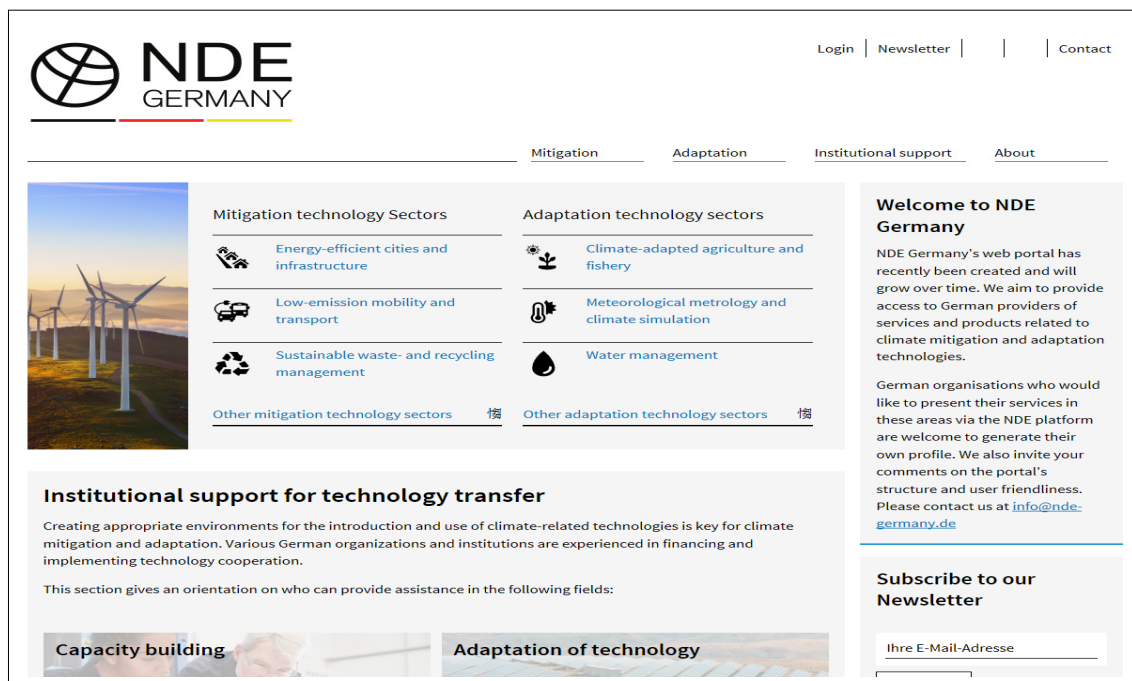 NDE
GERMANY
Login
Newsletter
Contact
Mitigation
Adaptation
Institutional support
About
Mitigation technology Sectors
Energy-efficient cities and
infrastructure
Low-emission mobility and
transport
Sustainable waste- and recycling
management
Other mitigation technology sectors
Adaptation technology sectors
Climate-adapted agriculture and
fishery
Meteorological metrology and
climate simulation
Water management
Other adaptation technology sectors
Welcome to NDE
Germany
NDE Germany's web portal has
recently been created and will
grow over time. We aim to provide
access to German providers of
services and products related to
climate mitigation and adaptation
technologies.
German organisations who would
like to present their services in
these areas via the NDE platform
are welcome to generate their
own profile. We also invite your
comments on the portal's
structure and user friendliness.
Please contact us at info@nde-
germany.de
Institutional support for technology transfer
Creating appropriate environments for the introduction and use of climate-related technologies is key for climate
mitigation and adaptation. Various German organizations and institutions are experienced in financing and
implementing technology cooperation.
This section gives an orientation on who can provide assistance in the following fields:
Capacity building
Adaptation of technology
Subscribe to our
Newsletter
Ihre E-Mail-Adresse